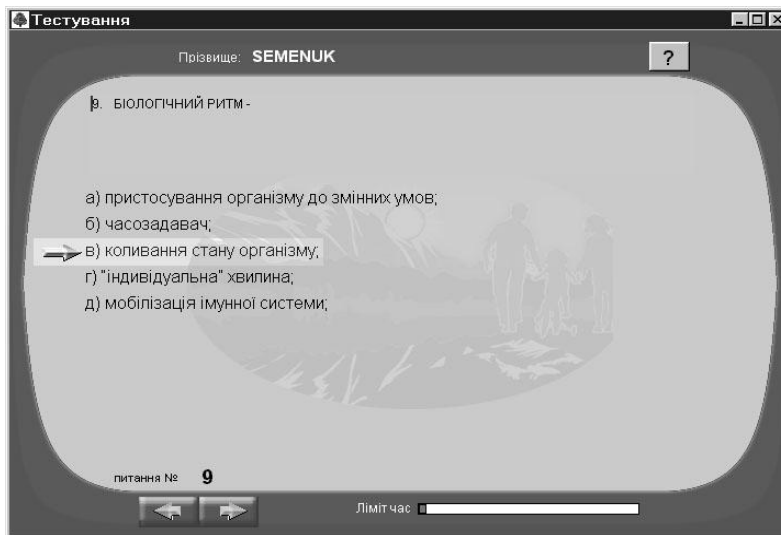 Тестування
Прізвище: SEMENUK
?
9. БІОЛОГІЧНИЙ РИТМ -
а) пристосування організму до змінних умов;
б) часозадавач;
в) коливання стану організму;
г) "індивідуальна" хвилина;
д) мобілізація імунної системи;
питання № 9
Ліміт час